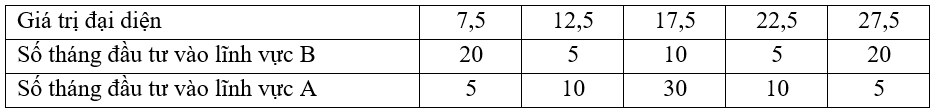 Giá trị đại diện 7,5 12,5 17,5 22,5 27,5
Số tháng đầu tư vào lĩnh vực B 20 5 10 5 20
Số tháng đầu tư vào lĩnh vực A 5 10 30 10 5